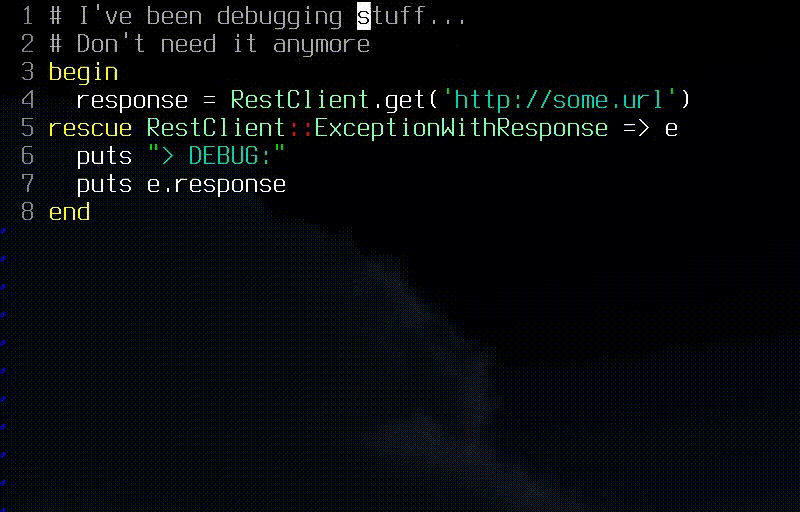 1 # I've been debugging stuff...
2 # Don't need it anymore
3 begin
4   response = RestClient.get('http://some.url')
5 rescue RestClient::ExceptionWithResponse => e
6   puts "> DEBUG:"
7   puts e.response
8 end